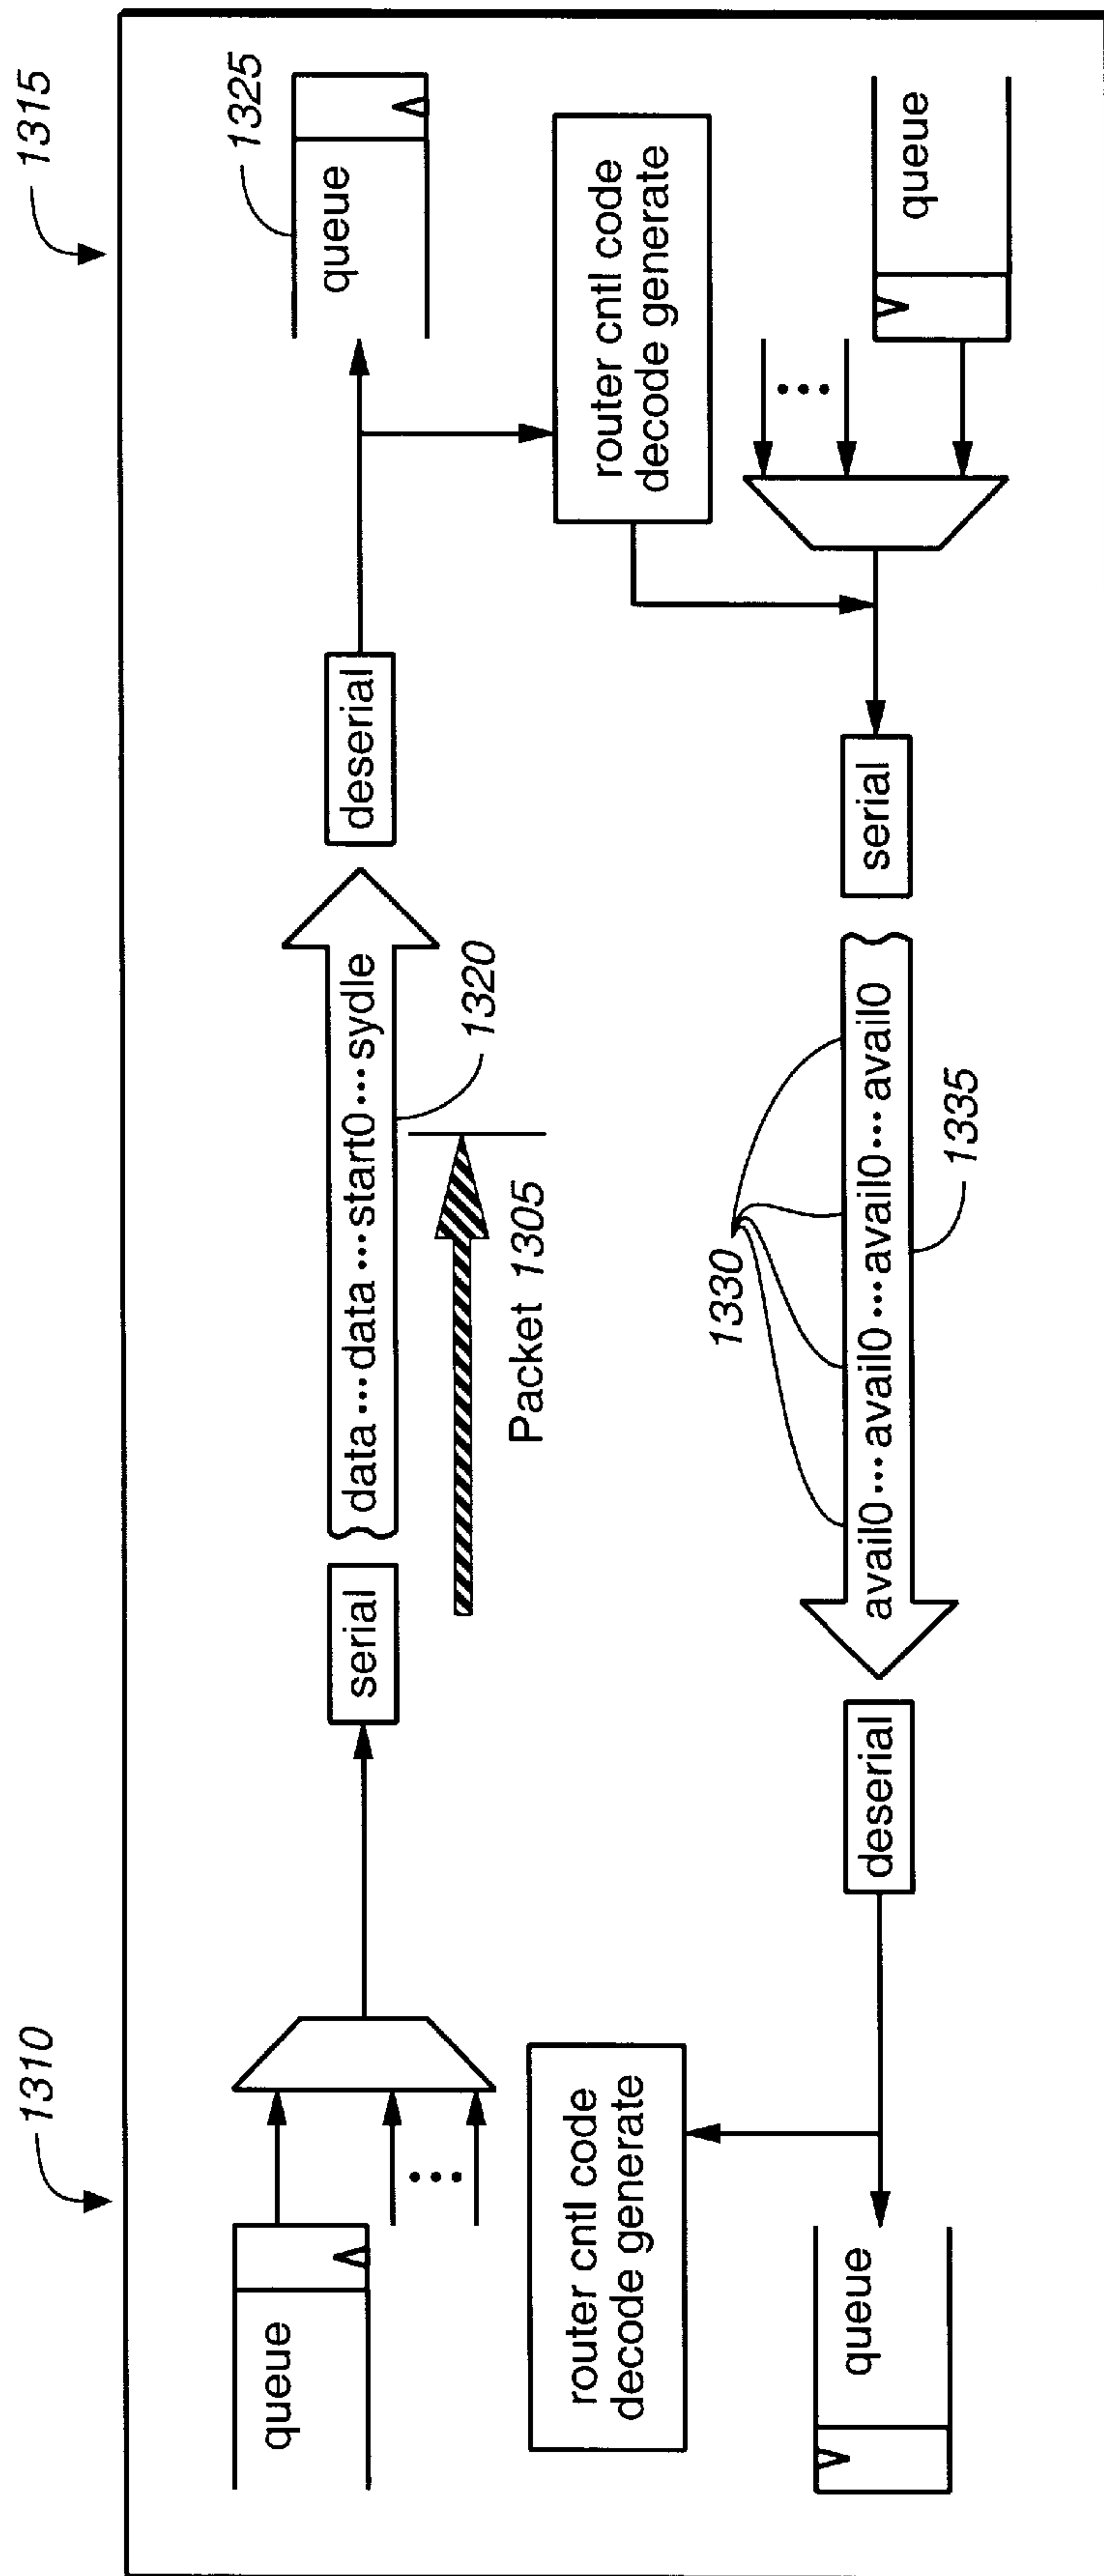 1310
1315
queue
serial
data...data...start0...sydle
deserial
queue
1325
1320
Packet 1305
router cntl code
decode generate
router cntl code
decode generate
1330
queue
deserial
avail0...avail0...avail0...avail0
serial
queue
1335